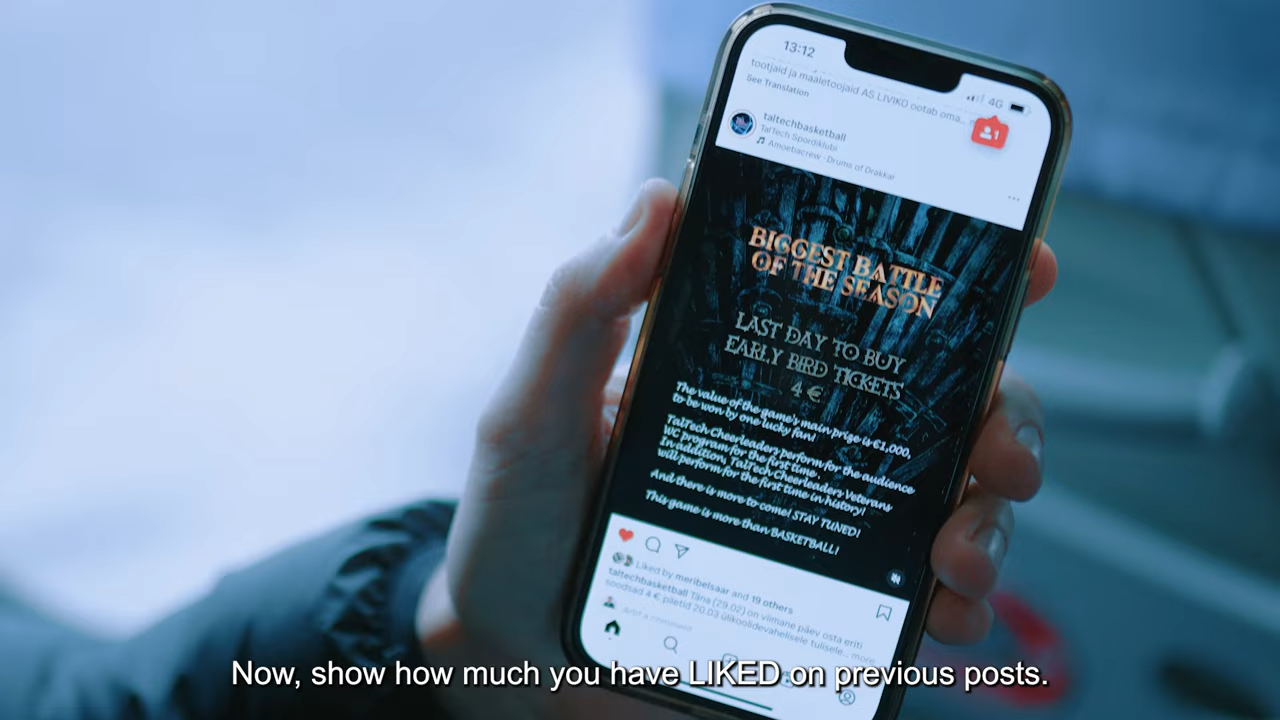 13:12
4G
tootjaid ja maaletoojaid AS LIVIKO ootab oma...
See Translation
1
taltechbasketball
TalTech Spordiklubi
Amoebacrew · Drums of Drakkar
BIGGEST BATTLE
OF THE SEASON
LAST DAY TO BUY
EARLY BIRD TICKETS
4 €
The value of the game's main prize is €1,000,
to be won by one lucky fan!
TalTech Cheerleaders perform for the audience
WC program for the first time.
In addition, TalTech Cheerleaders Veterans
will perform for the first time in history!
And there is more to come! STAY TUNED!
This game is more than BASKETBALL!
Liked by meribelsaar and 19 others
taltechbasketball Täna (29.02) on viimane päev osta eriti
soodsad 4 € piletid 20.03 ülikoolidevahelisele tulisele... more
Add a comment
Now, show how much you have LIKED on previous posts.